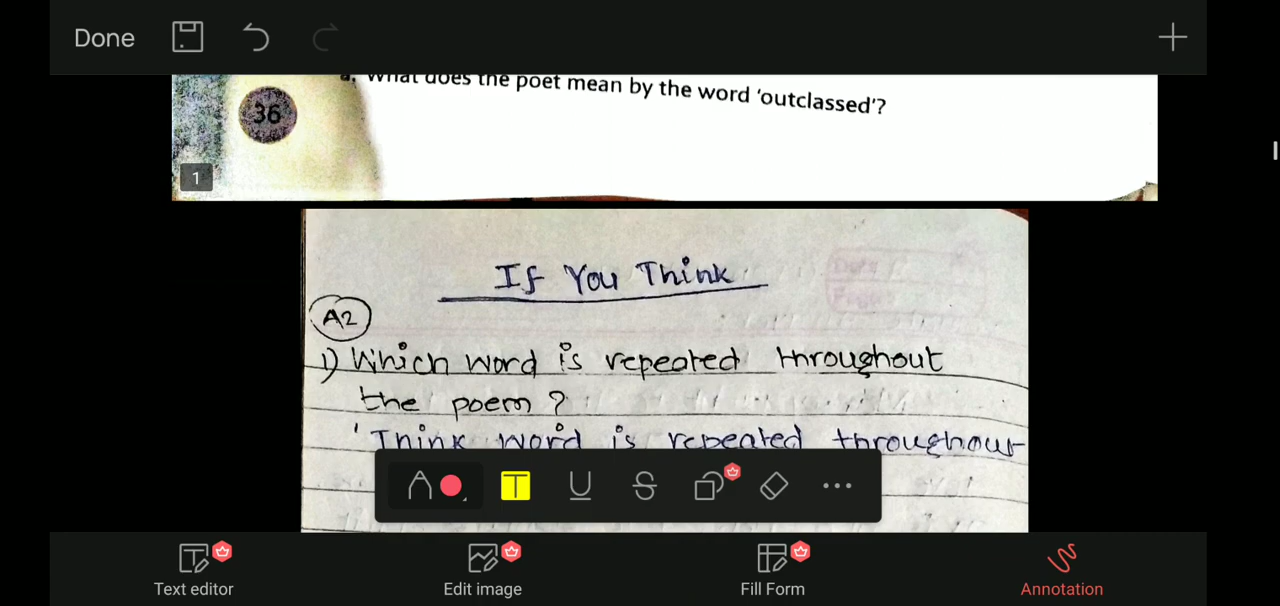 Done
a. What does the poet mean by the word ‘outclassed’?
36
1
If You Think
A2
1) Which word is repeated throughout
the poem ?
' Think word is repeated throughout
T U S
Text editor
Edit image
Fill Form
Annotation